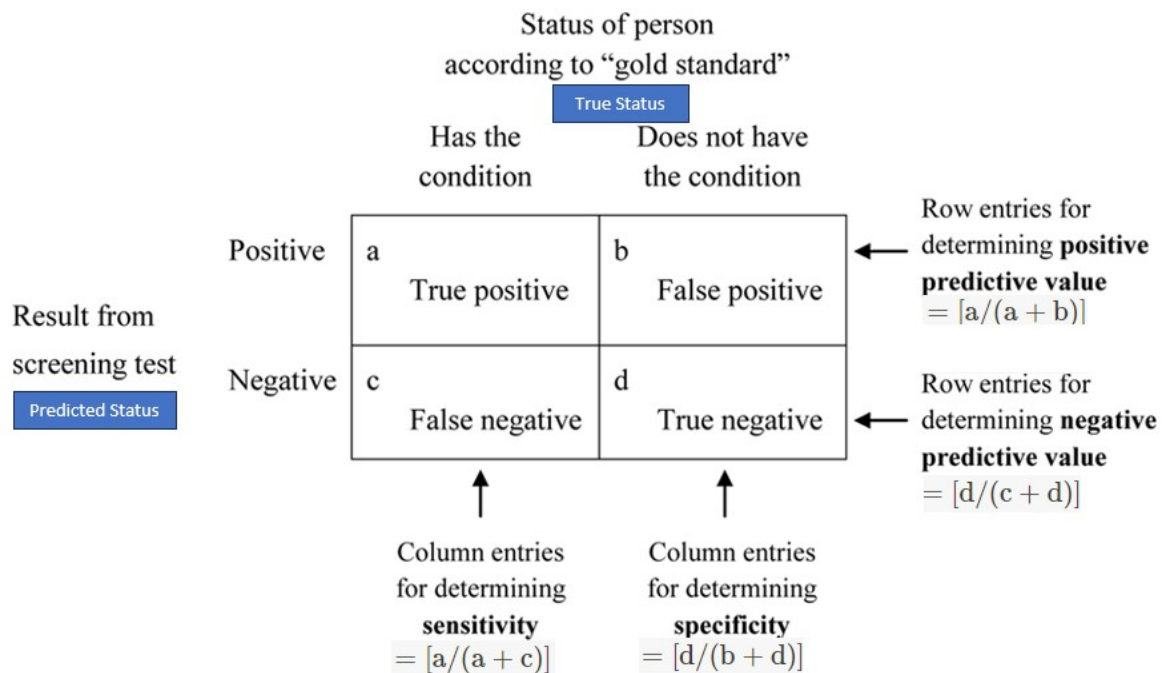 Status of person
according to “gold standard”
True Status
Has the
condition
Does not have
the condition
Positive
a
True positive
b
False positive
Row entries for
determining positive
predictive value
= [a/(a + b)]
Result from
screening test
Predicted Status
Negative
c
False negative
d
True negative
Row entries for
determining negative
predictive value
= [d/(c + d)]
Column entries
for determining
sensitivity
= [a/(a + c)]
Column entries
for determining
specificity
= [d/(b + d)]